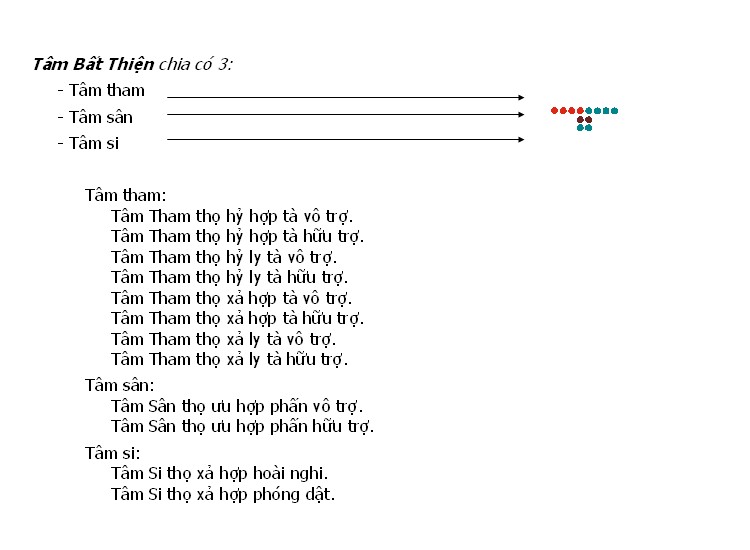 Tâm Bất Thiện chia có 3:
- Tâm tham
- Tâm sân
- Tâm si
Tâm tham:
Tâm Tham thọ hỷ hợp tà vô trợ.
Tâm Tham thọ hỷ hợp tà hữu trợ.
Tâm Tham thọ hỷ ly tà vô trợ.
Tâm Tham thọ hỷ ly tà hữu trợ.
Tâm Tham thọ xả hợp tà vô trợ.
Tâm Tham thọ xả hợp tà hữu trợ.
Tâm Tham thọ xả ly tà vô trợ.
Tâm Tham thọ xả ly tà hữu trợ.
Tâm sân:
Tâm Sân thọ ưu hợp phấn vô trợ.
Tâm Sân thọ ưu hợp phấn hữu trợ.
Tâm si:
Tâm Si thọ xả hợp hoài nghi.
Tâm Si thọ xả hợp phóng dật.